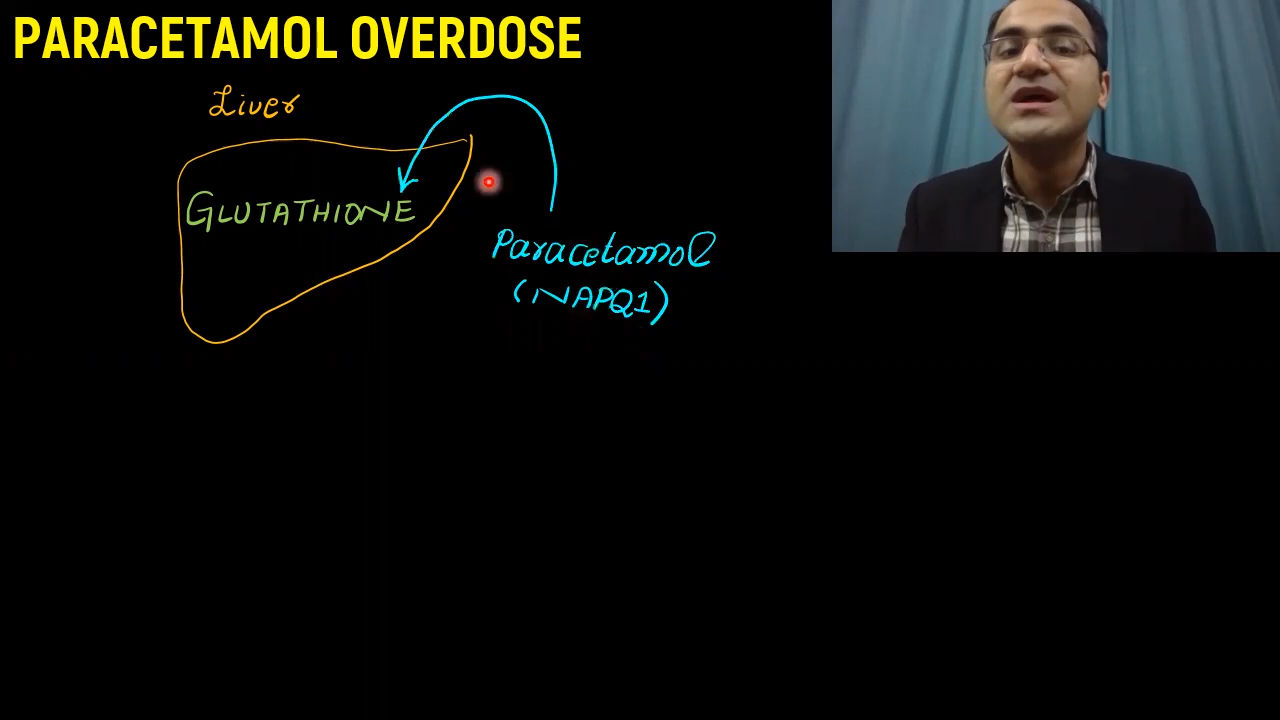 PARACETAMOL OVERDOSE
Liver
GLUTATHIONE
Paracetamol
(NAPQ1)